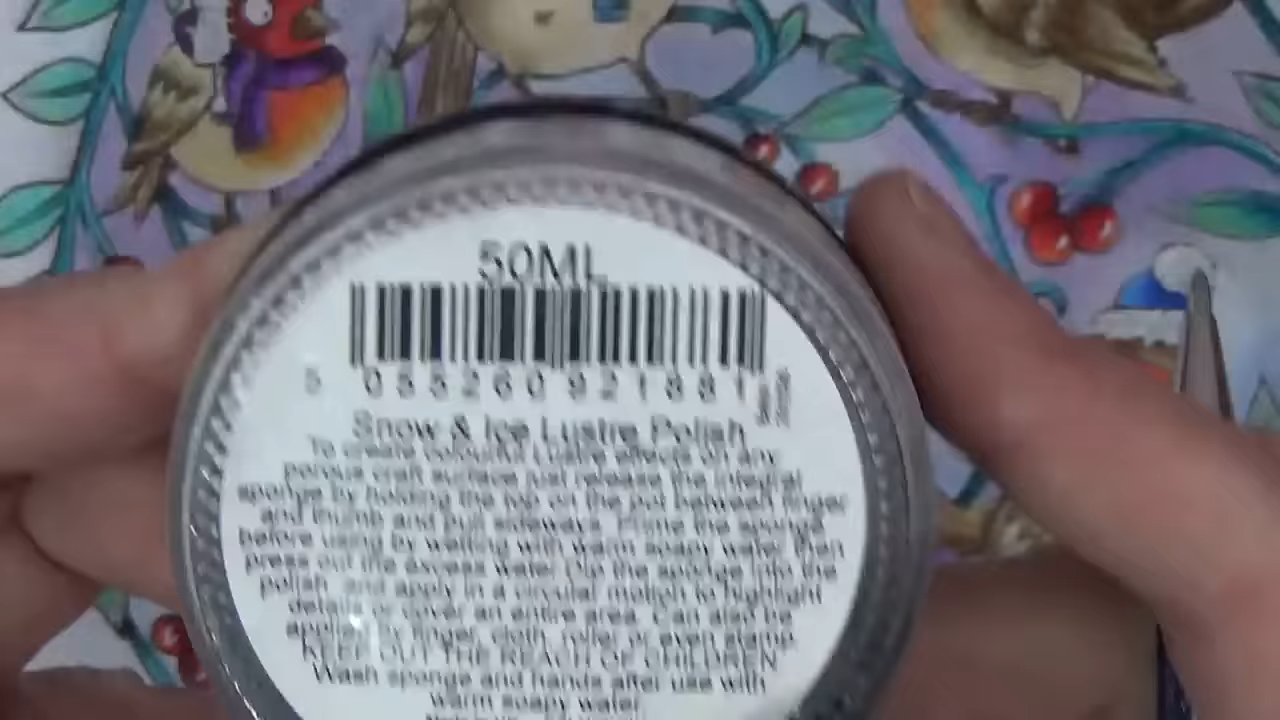 50ML
5 055260 921881
Snow & Ice Lustre Polish
To create colourful Lustre effects on any
porous craft surface just release the integral
sponge by holding the top of the pot between finger
and thumb and pull sideways. Prime the sponge
before using by wetting with warm soapy water then
press out the excess water. Dip the sponge into the
polish, and apply in a circular motion to highlight
detail or cover an entire area. Can also be
applied by finger, cloth, roller or even
KEEP OUT THE REACH OF CHILDREN
Wash sponge and hands after use with
warm soapy water